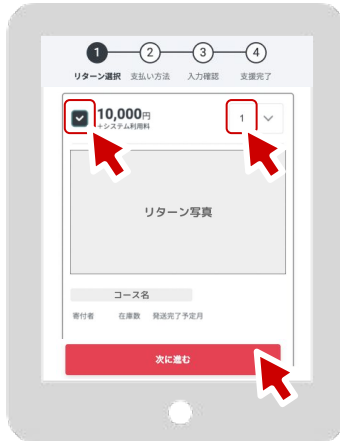 1 2 3 4
リターン選択 支払い方法 入力確認 支援完了
10,000円 1
+システム利用料
リターン写真
コース名
寄付者 在庫数 発送完了予定月
次に進む